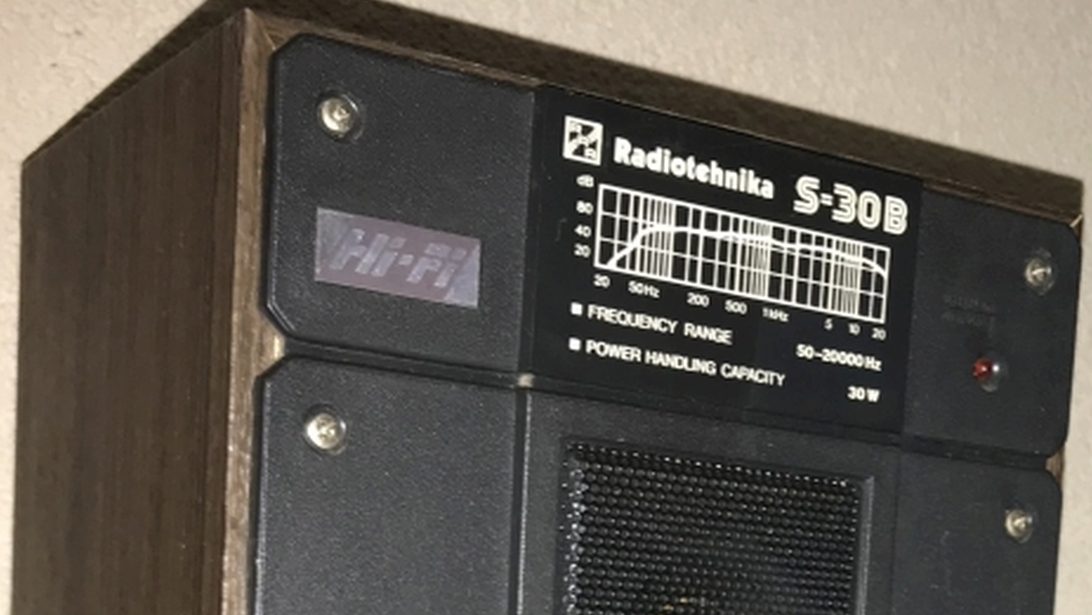 RRR Radiotehnika S-30B
dB
80
40
20
20 50Hz 200 500 1kHz 5 10 20
■ FREQUENCY RANGE 50-20000Hz
■ POWER HANDLING CAPACITY 30W
Hi-Fi